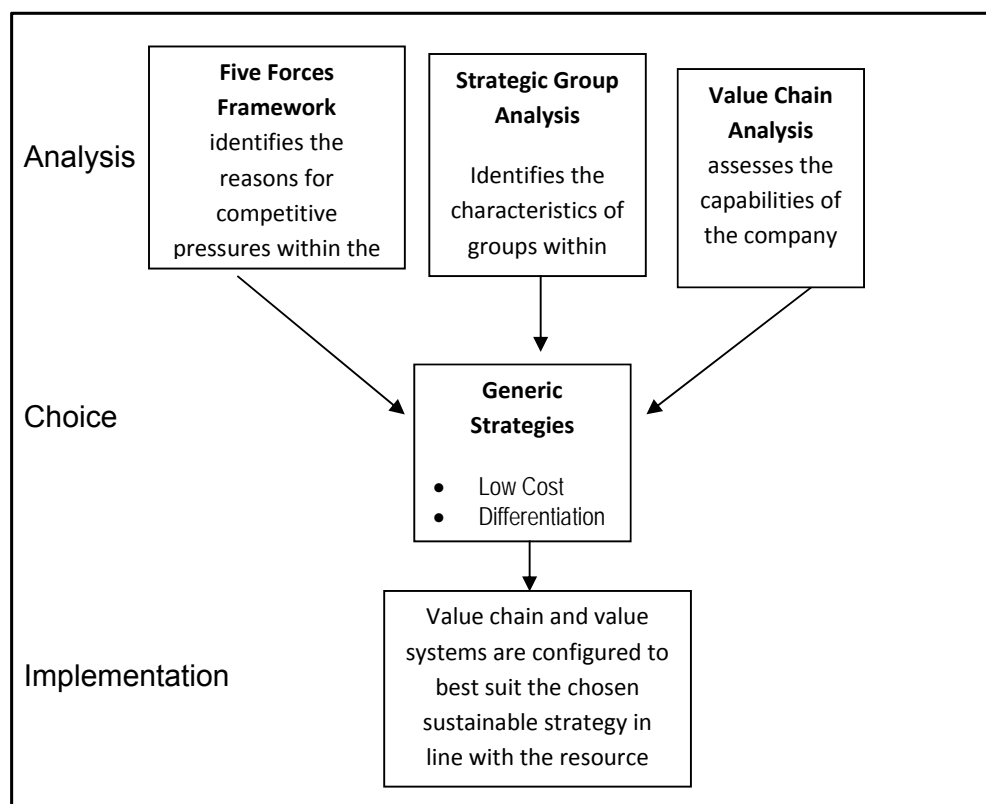 Analysis
Five Forces
Framework
identifies the
reasons for
competitive
pressures within the
Strategic Group
Analysis
Identifies the
characteristics of
groups within
Value Chain
Analysis
assesses the
capabilities of
the company
Choice
Generic
Strategies
• Low Cost
• Differentiation
Implementation
Value chain and value
systems are configured to
best suit the chosen
sustainable strategy in
line with the resource